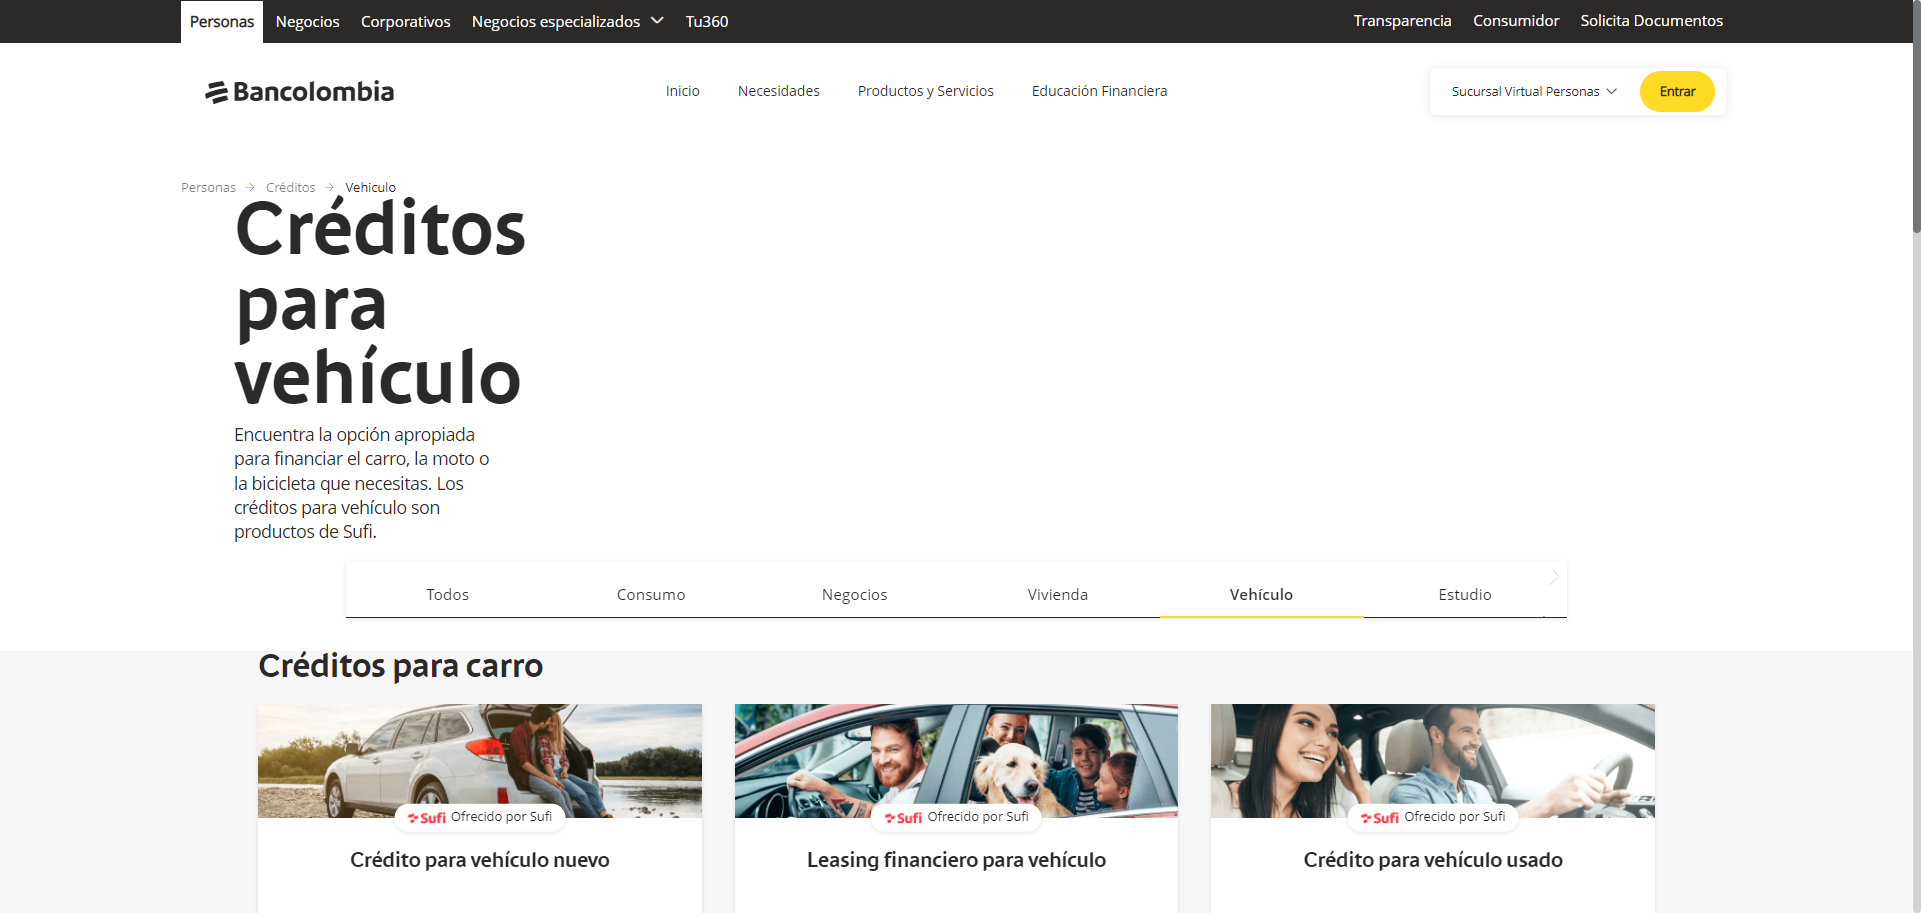 Personas Negocios Corporativos Negocios especializados Tu360 Transparencia Consumidor Solicita Documentos
Bancolombia Inicio Necesidades Productos y Servicios Educación Financiera Sucursal Virtual Personas Entrar
Personas Créditos Vehiculo
Créditos
para
vehículo
Encuentra la opción apropiada
para financiar el carro, la moto o
la bicicleta que necesitas. Los
créditos para vehículo son
productos de Sufi.
Todos Consumo Negocios Vivienda Vehículo Estudio
Créditos para carro
Sufi Ofrecido por Sufi Sufi Ofrecido por Sufi Sufi Ofrecido por Sufi
Crédito para vehículo nuevo Leasing financiero para vehículo Crédito para vehículo usado